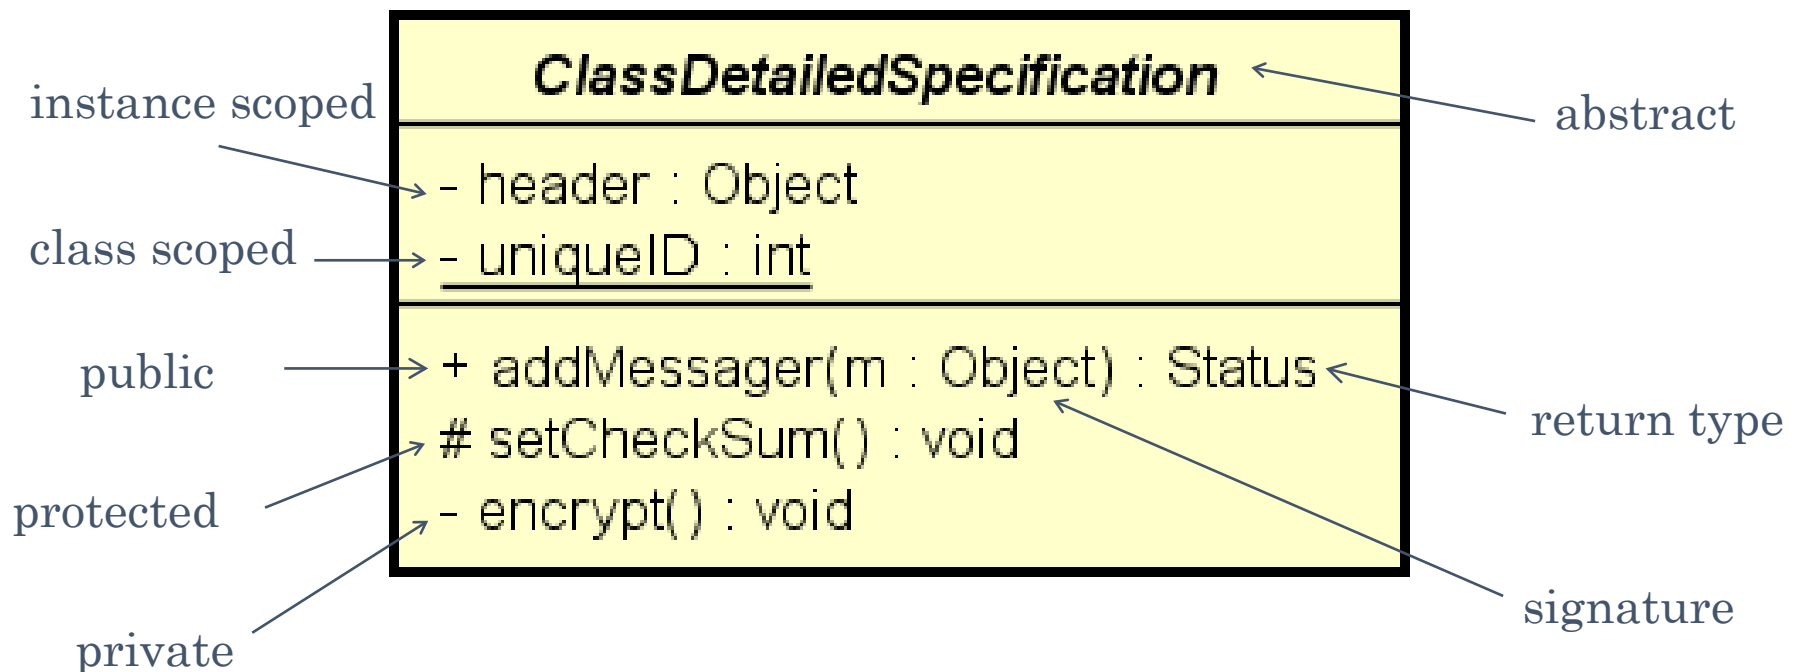 ClassDetailedSpecification
instance scoped
abstract
- header : Object
class scoped
- uniqueID : int
public
+ addMessager(m : Object) : Status
return type
# setCheckSum() : void
protected
- encrypt() : void
signature
private